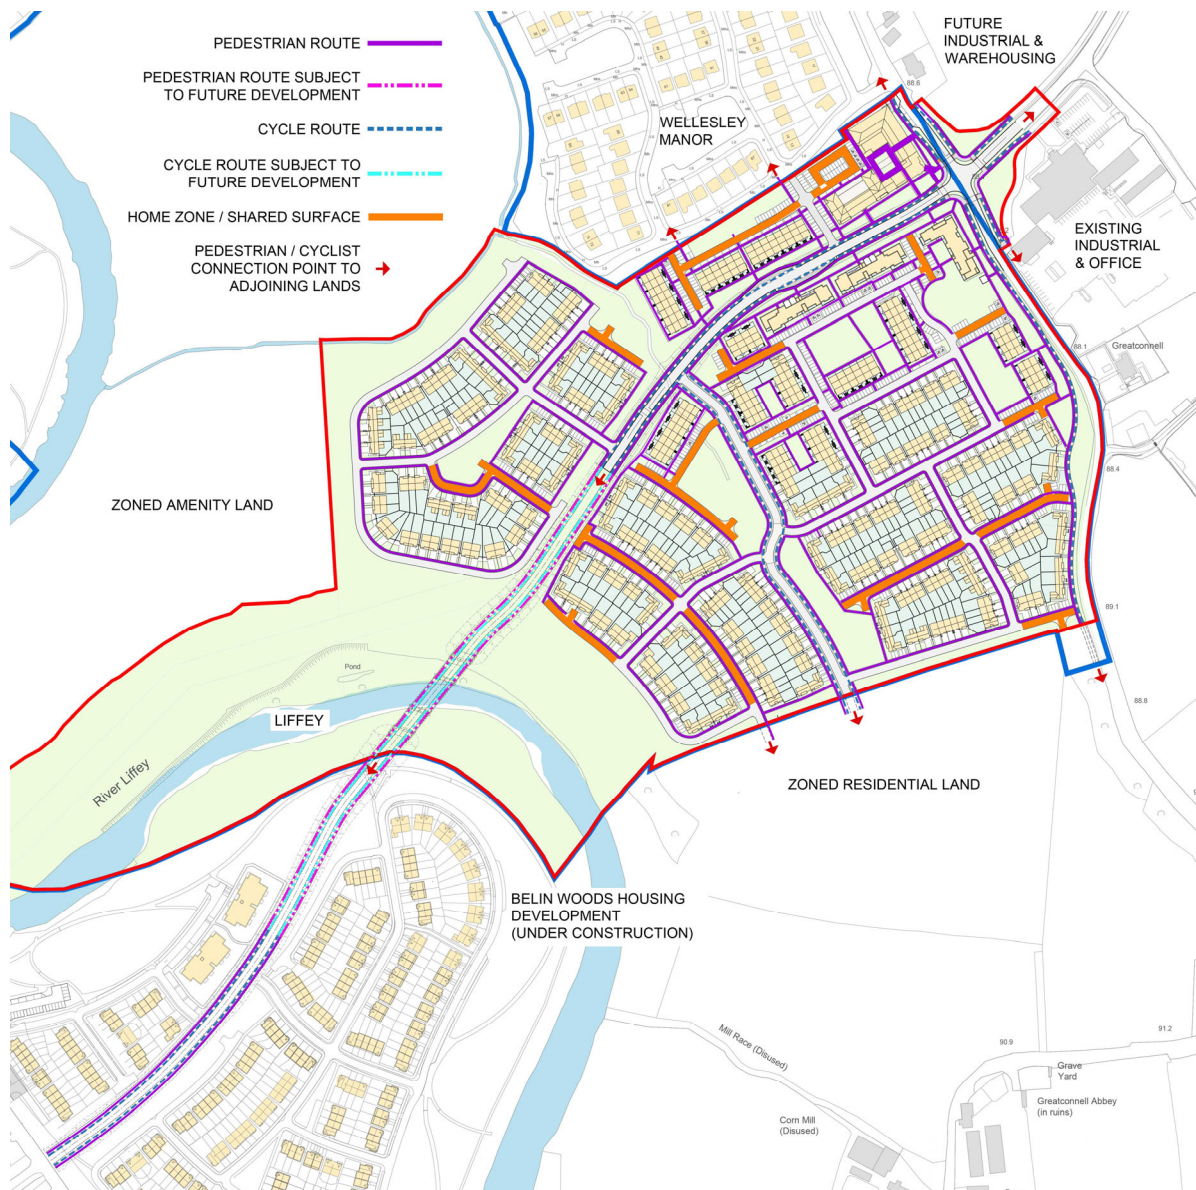 PEDESTRIAN ROUTE
PEDESTRIAN ROUTE SUBJECT
TO FUTURE DEVELOPMENT
CYCLE ROUTE
CYCLE ROUTE SUBJECT TO
FUTURE DEVELOPMENT
HOME ZONE / SHARED SURFACE
PEDESTRIAN / CYCLIST
CONNECTION POINT TO
ADJOINING LANDS
FUTURE
INDUSTRIAL &
WAREHOUSING
88.6
WELLESLEY
MANOR
EXISTING
INDUSTRIAL
& OFFICE
88.1
Greatconnell
88.4
ZONED AMENITY LAND
89.1
Pond
88.8
LIFFEY
River Liffey
ZONED RESIDENTIAL LAND
BELIN WOODS HOUSING
DEVELOPMENT
(UNDER CONSTRUCTION)
Mill Race (Disused)
91.2
90.9
Grave
Yard
Greatconnell Abbey
(in ruins)
Corn Mill
(Disused)